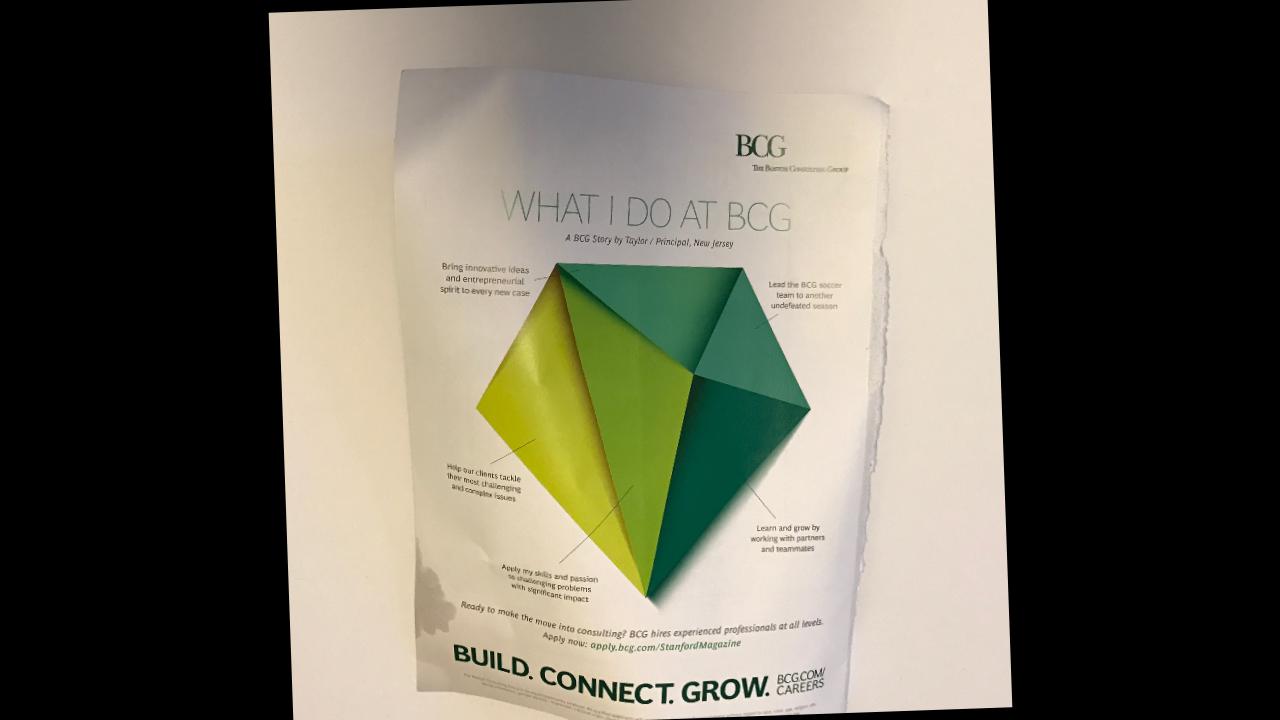 BCG
THE BOSTON CONSULTING GROUP
WHAT I DO AT BCG
A BCG Story by Taylor / Principal, New Jersey
Bring innovative ideas
and entrepreneurial
spirit to every new case
Lead the BCG soccer
team to another
undefeated season
Help our clients tackle
their most challenging
and complex issues
Learn and grow by
working with partners
and teammates
Apply my skills and passion
to challenging problems
with significant impact
Ready to make the move into consulting? BCG hires experienced professionals at all levels.
Apply now: apply.bcg.com/StanfordMagazine
BUILD. CONNECT. GROW.
BCG.COM/
CAREERS